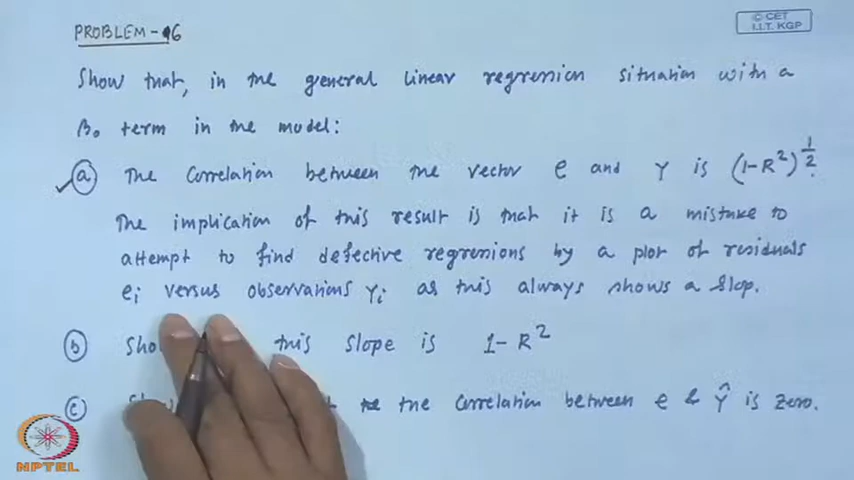 © CET
I.I.T. KGP
PROBLEM-16
Show that, in the general linear regression situation with a
β₀ term in the model:
(a) The Correlation between the vector e and Y is (1-R²)^½.
The implication of this result is that it is a mistake to
attempt to find defective regressions by a plot of residuals
eᵢ versus observations Yᵢ as this always shows a slop.
(b) this slope is 1-R²
(c) the Correlation between e & Ŷ is Zero.
NPTEL